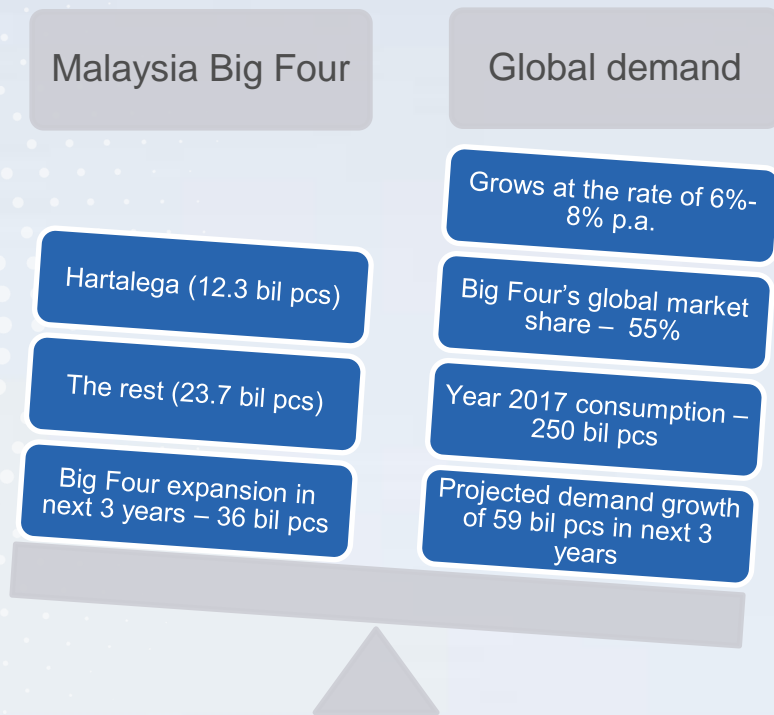 Malaysia Big Four
Hartalega (12.3 bil pcs)
The rest (23.7 bil pcs)
Big Four expansion in
next 3 years – 36 bil pcs
Global demand
Grows at the rate of 6%-
8% p.a.
Big Four's global market
share –  55%
Year 2017 consumption –
250 bil pcs
Projected demand growth
of 59 bil pcs in next 3
years